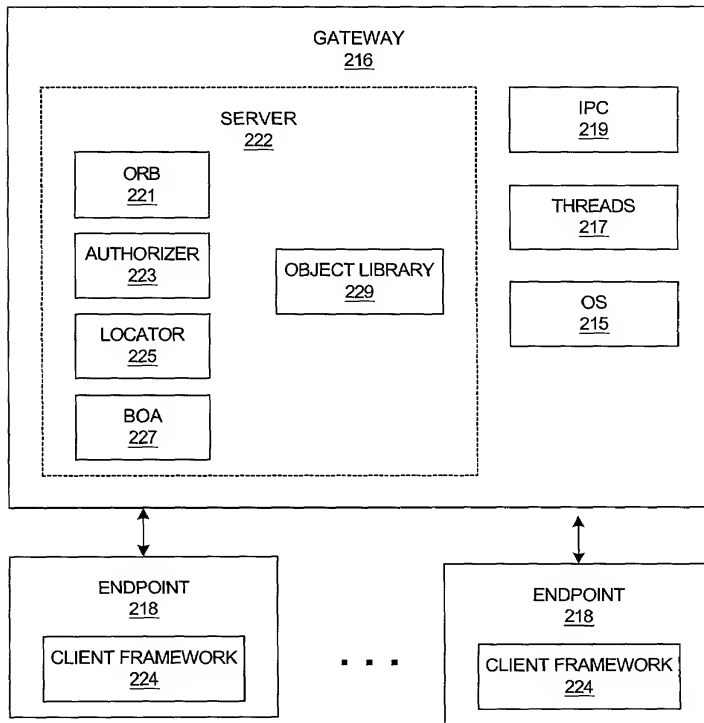 GATEWAY
216
SERVER
222
ORB
221
AUTHORIZER
223
LOCATOR
225
BOA
227
OBJECT LIBRARY
229
IPC
219
THREADS
217
OS
215
ENDPOINT
218
CLIENT FRAMEWORK
224
. . .
ENDPOINT
218
CLIENT FRAMEWORK
224